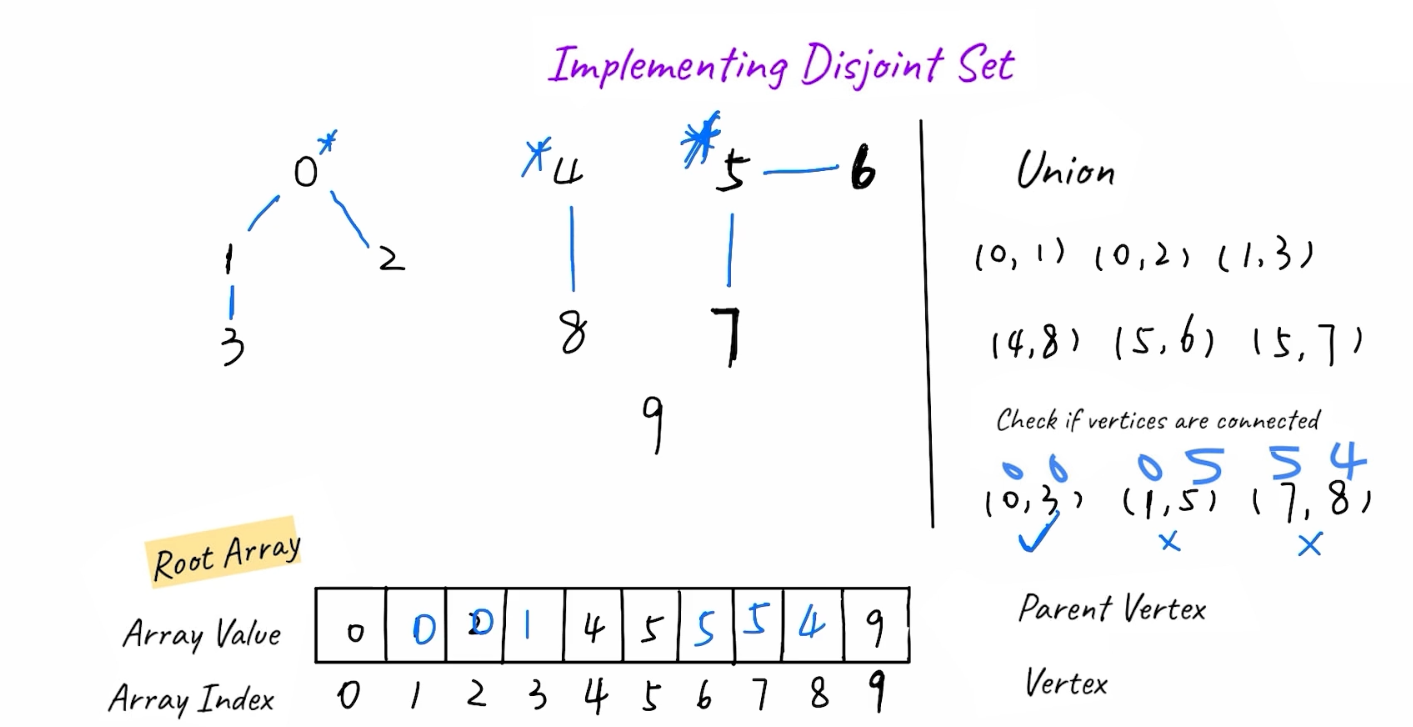 Implementing Disjoint Set
0* *4 *5 6
1 2
3 8 7
9
Union
(0, 1) (0, 2) (1, 3)
(4, 8) (5, 6) (5, 7)
Check if vertices are connected
0 0 0 5 5 4
(0, 3) (1, 5) (7, 8)
✓ x x
Root Array
Array Value 0 0 0 1 4 5 5 5 4 9 Parent Vertex
Array Index 0 1 2 3 4 5 6 7 8 9 Vertex